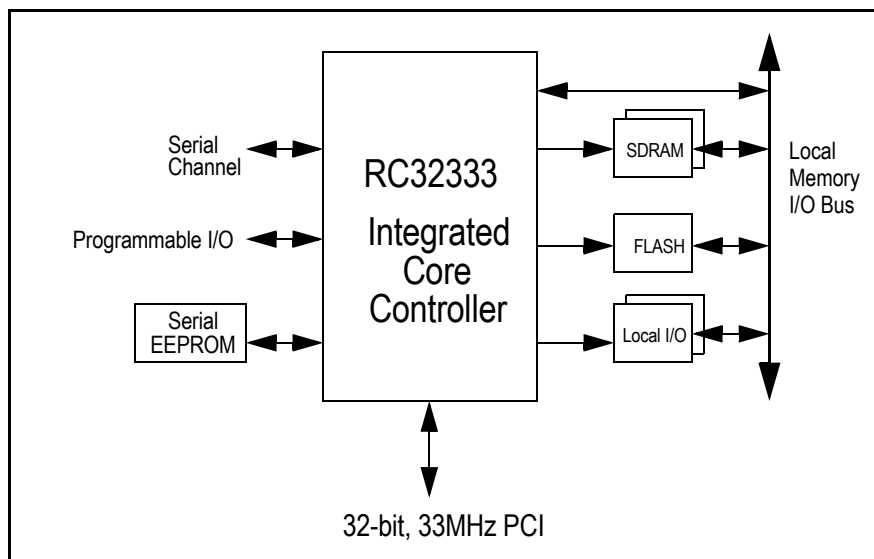 Serial
Channel
Programmable I/O
Serial
EEPROM
RC32333
Integrated
Core
Controller
SDRAM
FLASH
Local I/O
Local
Memory
I/O Bus
32-bit, 33MHz PCI